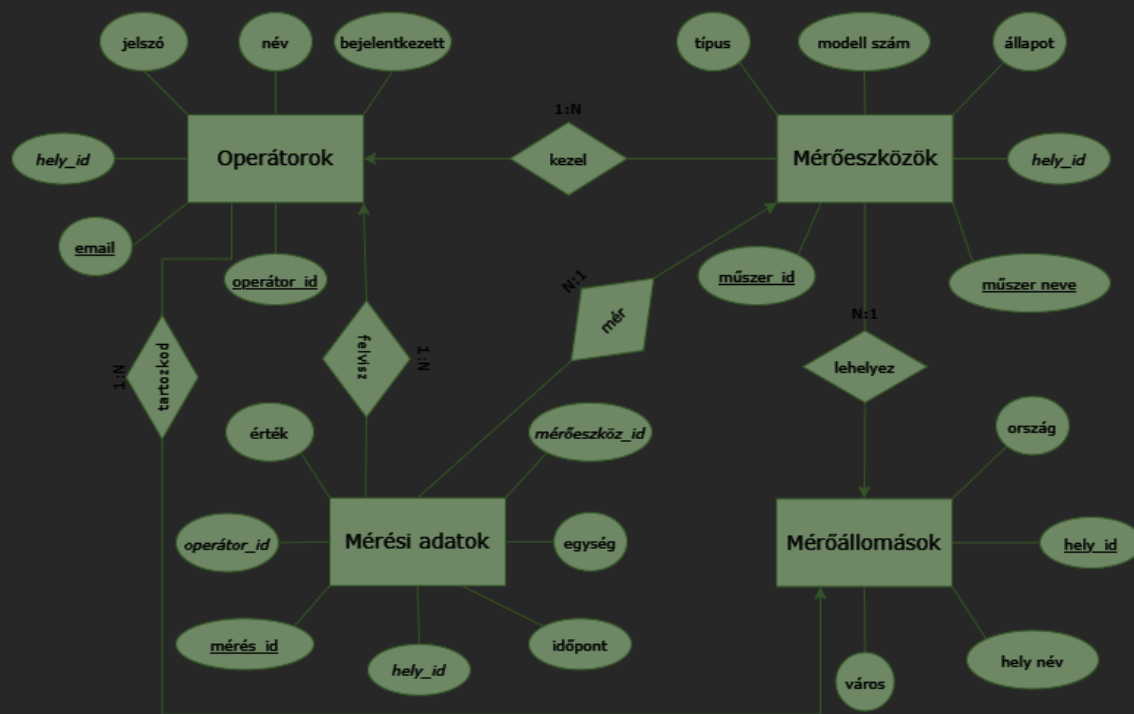 jelszó
név
bejelentkezett
típus
modell szám
állapot
1:N
hely_id
Operátorok
kezel
Mérőeszközök
hely_id
email
operátor_id
műszer_id
műszer neve
N:1
mér
N:1
felvisz
1:N
lehelyez
1:N
tartozkod
érték
mérőeszköz_id
ország
operátor_id
Mérési adatok
egység
Mérőállomások
hely_id
mérés_id
hely_id
időpont
város
hely név